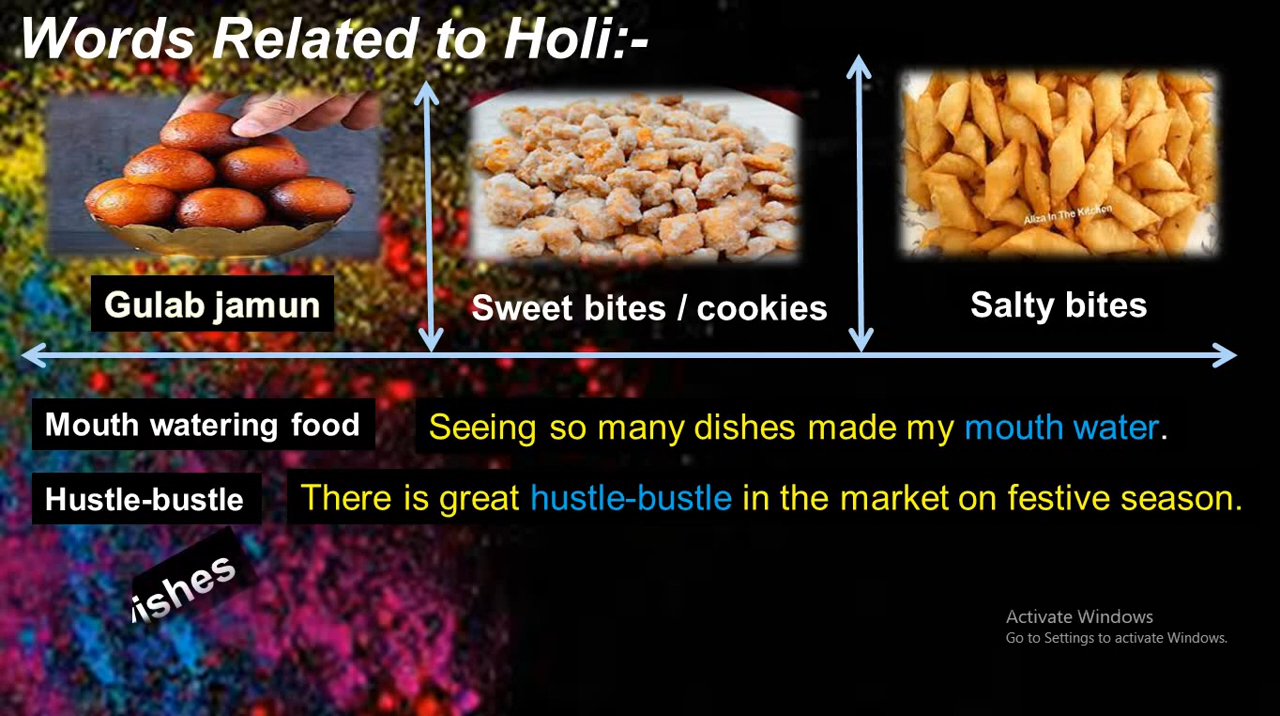 Words Related to Holi:-
Aliza In The Kitchen
Gulab jamun
Sweet bites / cookies
Salty bites
Mouth watering food
Seeing so many dishes made my mouth water.
Hustle-bustle
There is great hustle-bustle in the market on festive season.
ishes
Activate Windows
Go to Settings to activate Windows.